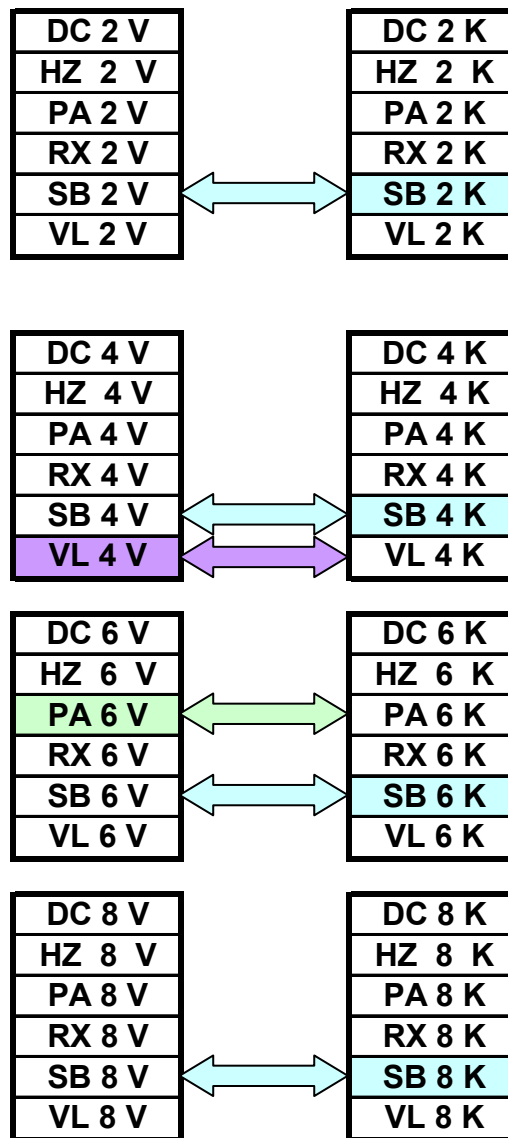 DC 2 V
HZ 2 V
PA 2 V
RX 2 V
SB 2 V
VL 2 V
DC 2 K
HZ 2 K
PA 2 K
RX 2 K
SB 2 K
VL 2 K
DC 4 V
HZ 4 V
PA 4 V
RX 4 V
SB 4 V
VL 4 V
DC 4 K
HZ 4 K
PA 4 K
RX 4 K
SB 4 K
VL 4 K
DC 6 V
HZ 6 V
PA 6 V
RX 6 V
SB 6 V
VL 6 V
DC 6 K
HZ 6 K
PA 6 K
RX 6 K
SB 6 K
VL 6 K
DC 8 V
HZ 8 V
PA 8 V
RX 8 V
SB 8 V
VL 8 V
DC 8 K
HZ 8 K
PA 8 K
RX 8 K
SB 8 K
VL 8 K